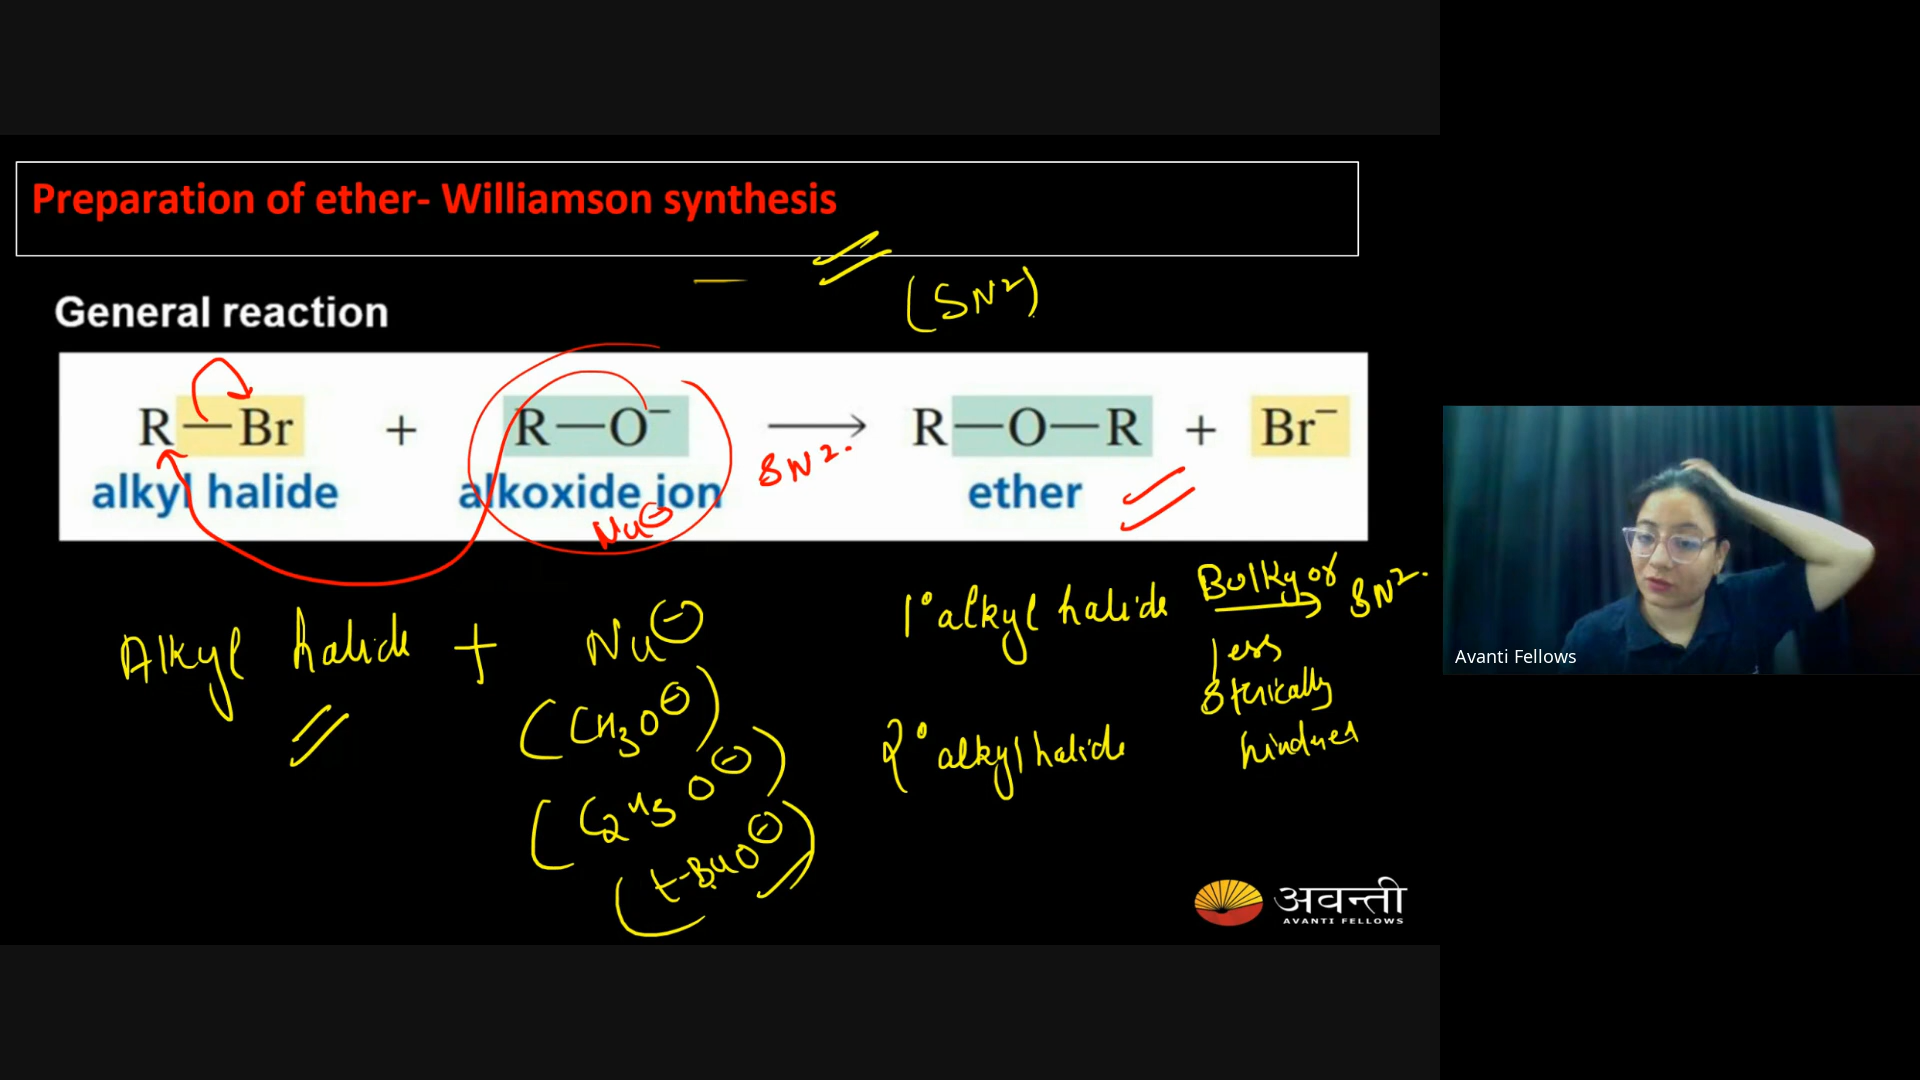 Preparation of ether- Williamson synthesis
(SN²)
General reaction
R—Br + R—O⁻ ⟶ R—O—R + Br⁻
SN².
alkyl halide alkoxide ion ether
Nu⊖
Alkyl halide + Nu⊖
(CH₃O⊖)
(C₂H₅O⊖)
(t-BuO⊖)
1° alkyl halide Bulky or SN².
less
sterically
2° alkyl halide
अवन्ती
AVANTI FELLOWS
Avanti Fellows